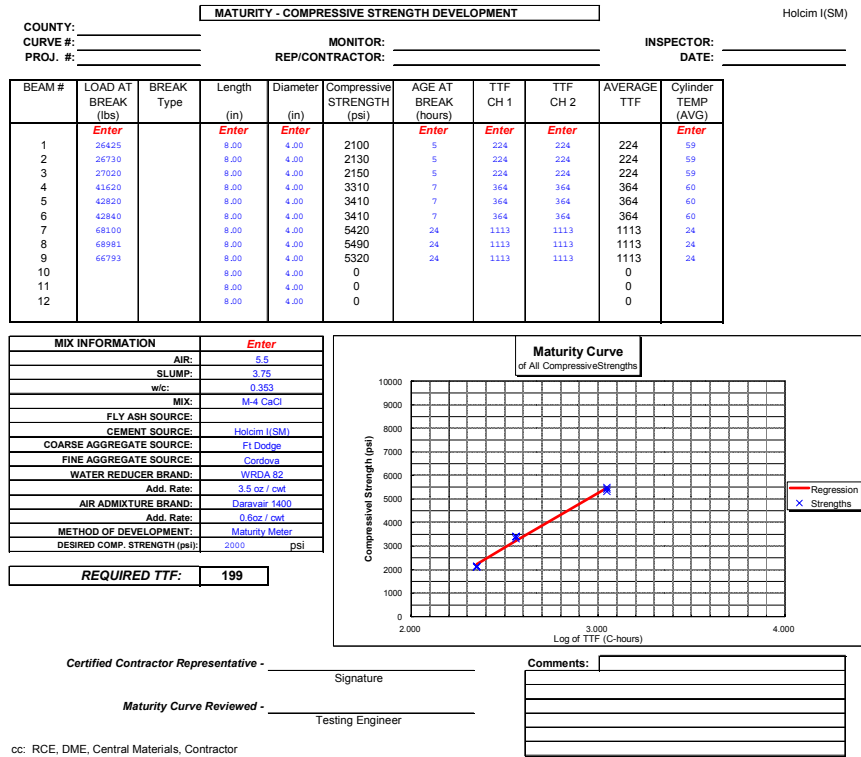 MATURITY - COMPRESSIVE STRENGTH DEVELOPMENT Holcim I(SM)
COUNTY:
CURVE #: MONITOR: INSPECTOR:
PROJ. #: REP/CONTRACTOR: DATE:
BEAM # LOAD AT BREAK Length Diameter Compressive AGE AT TTF TTF AVERAGE Cylinder
BREAK Type STRENGTH BREAK CH 1 CH 2 TTF TEMP
(lbs) (in) (in) (psi) (hours) (AVG)
Enter Enter Enter Enter Enter Enter Enter
1 26425 8.00 4.00 2100 5 224 224 224 59
2 26730 8.00 4.00 2130 5 224 224 224 59
3 27020 8.00 4.00 2150 5 224 224 224 59
4 41620 8.00 4.00 3310 7 364 364 364 60
5 42820 8.00 4.00 3410 7 364 364 364 60
6 42840 8.00 4.00 3410 7 364 364 364 60
7 68100 8.00 4.00 5420 24 1113 1113 1113 24
8 68981 8.00 4.00 5490 24 1113 1113 1113 24
9 66793 8.00 4.00 5320 24 1113 1113 1113 24
10 8.00 4.00 0 0
11 8.00 4.00 0 0
12 8.00 4.00 0 0
MIX INFORMATION Enter
AIR: 5.5
SLUMP: 3.75
w/c: 0.353
MIX: M-4 CaCl
FLY ASH SOURCE:
CEMENT SOURCE: Holcim I(SM)
COARSE AGGREGATE SOURCE: Ft Dodge
FINE AGGREGATE SOURCE: Cordova
WATER REDUCER BRAND: WRDA 82
Add. Rate: 3.5 oz / cwt
AIR ADMIXTURE BRAND: Daravair 1400
Add. Rate: 0.6oz / cwt
METHOD OF DEVELOPMENT: Maturity Meter
DESIRED COMP. STRENGTH (psi): 2000 psi
REQUIRED TTF: 199
Maturity Curve
of All CompressiveStrengths
Compressivel Strength (psi)
10000
9000
8000
7000
6000
5000
4000
3000
2000
1000
0
2.000 3.000 4.000
Log of TTF (C-hours)
Regression
Strengths
Certified Contractor Representative -
Signature
Maturity Curve Reviewed -
Testing Engineer
Comments:
cc: RCE, DME, Central Materials, Contractor